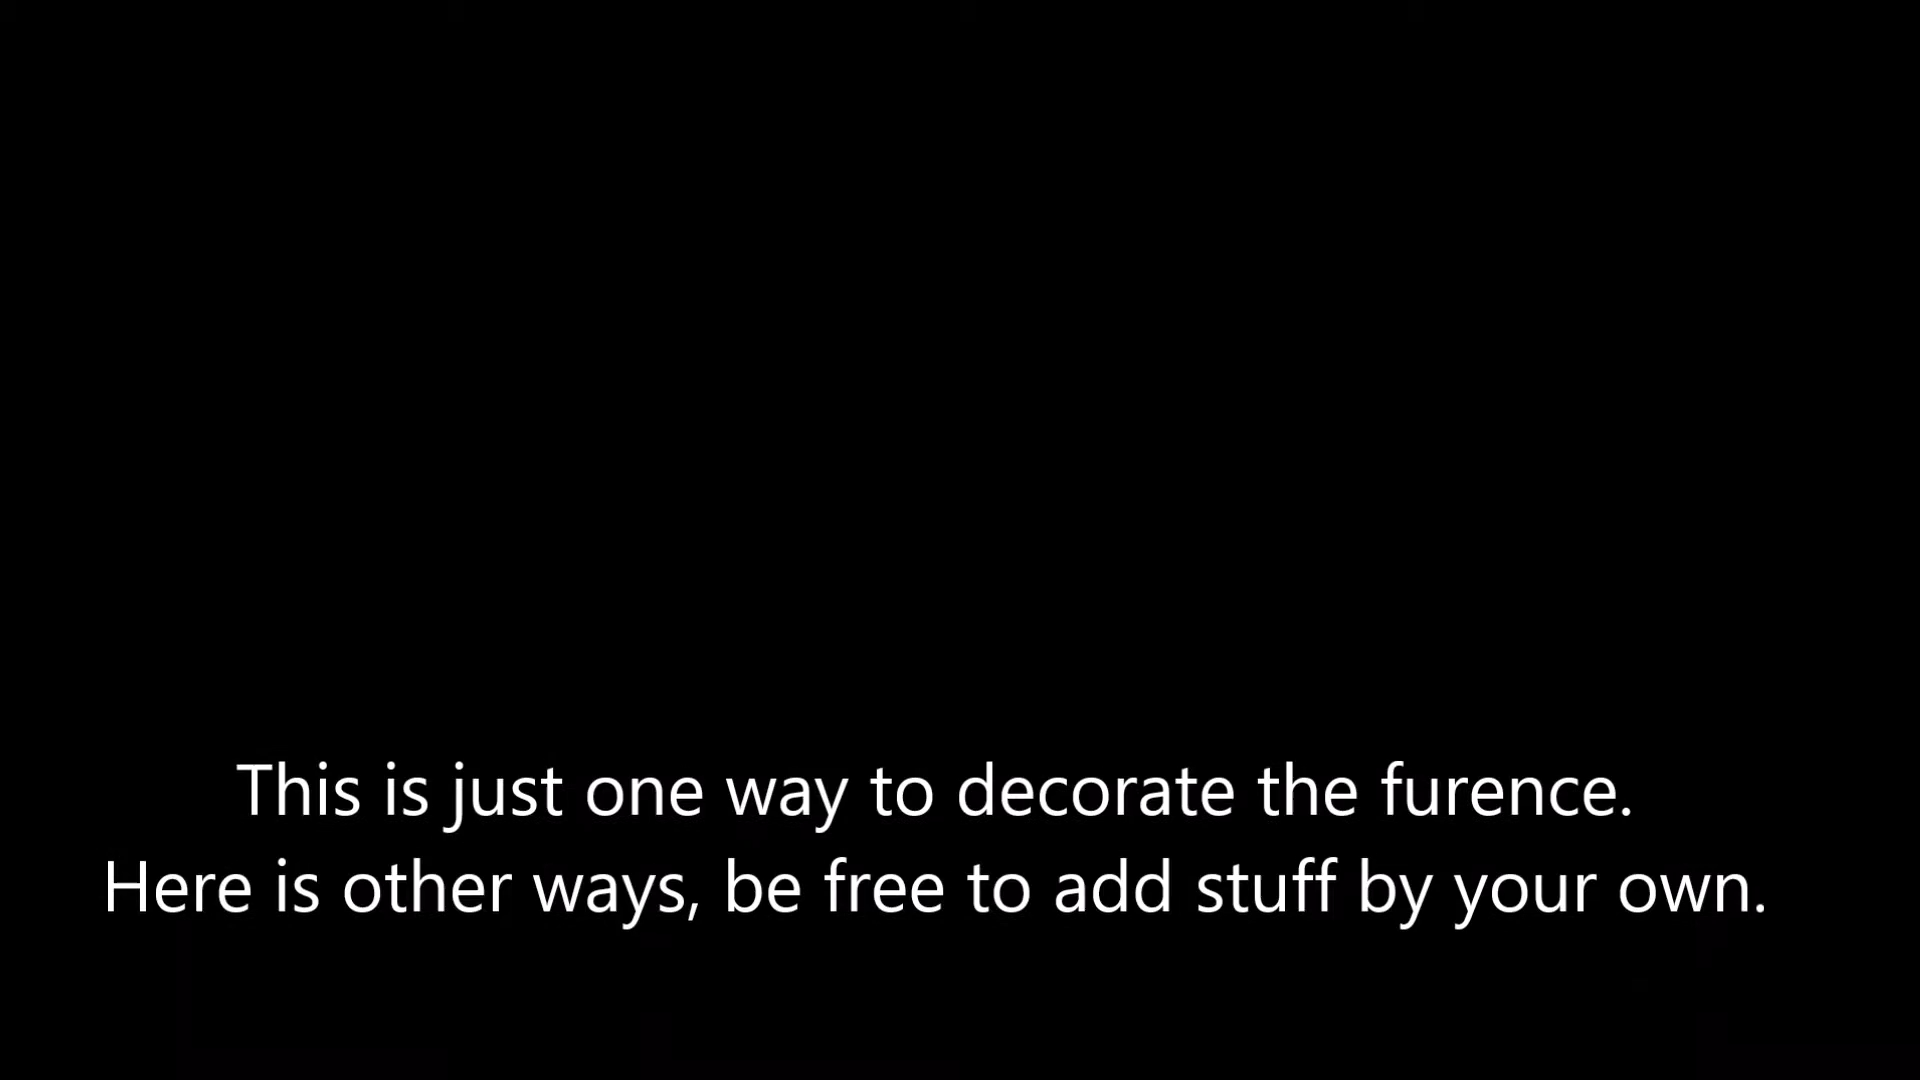 This is just one way to decorate the furence.
Here is other ways, be free to add stuff by your own.